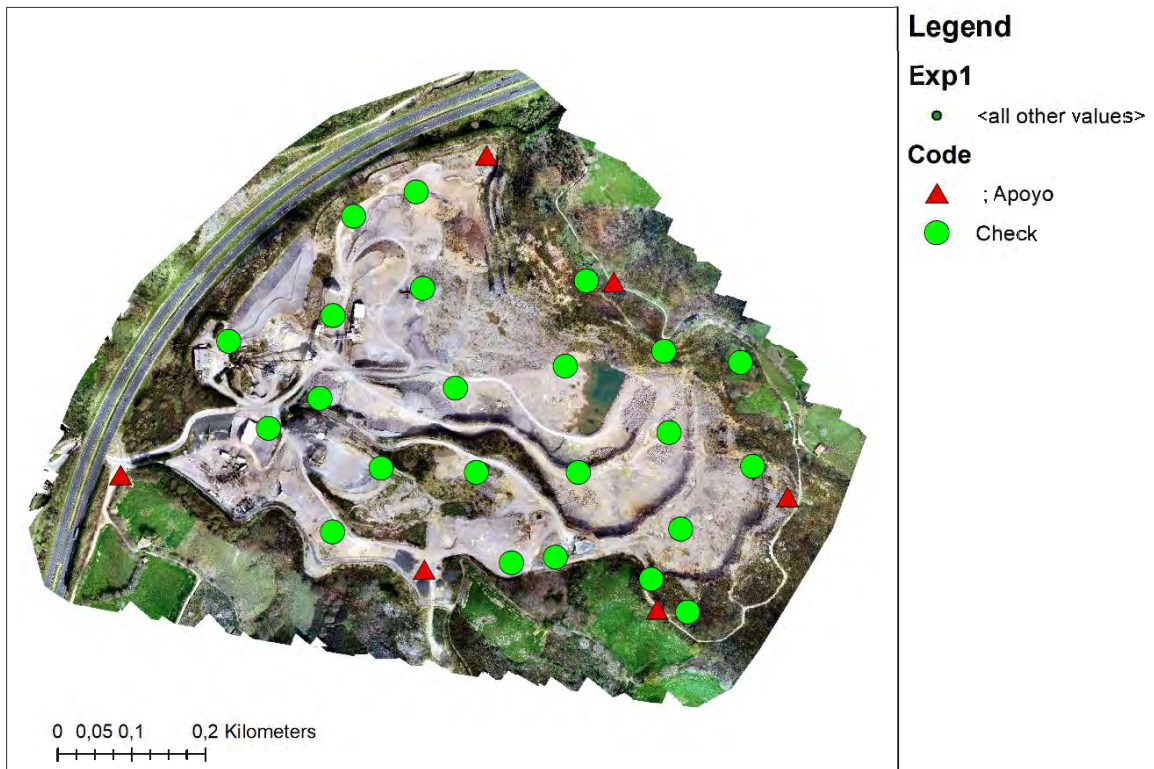 Legend
Exp1
<all other values>
Code
; Apoyo
Check
0 0,05 0,1 0,2 Kilometers